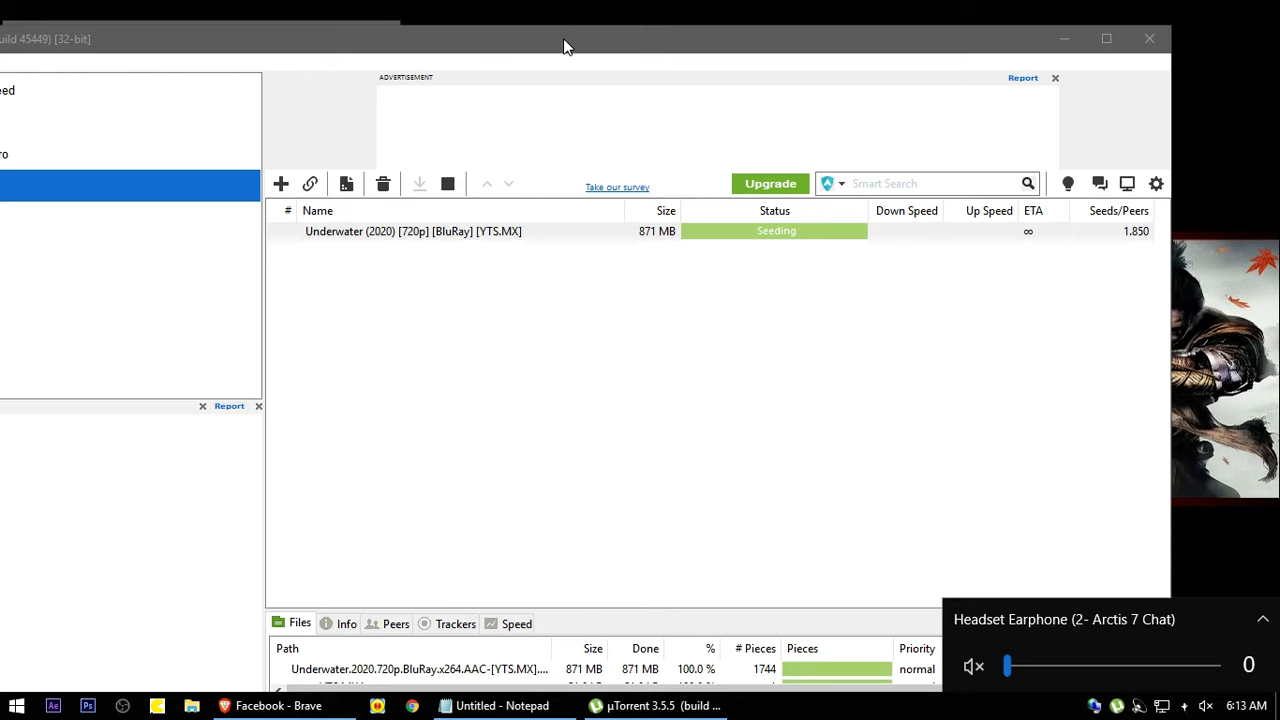 uild 45449) [32-bit]
ADVERTISEMENT Report
eed
ro
Take our survey Upgrade Smart Search
# Name Size Status Down Speed Up Speed ETA Seeds/Peers
Underwater (2020) [720p] [BluRay] [YTS.MX] 871 MB Seeding ∞ 1.850
Report
Files Info Peers Trackers Speed
Path Size Done % # Pieces Pieces Priority
Underwater.2020.720p.BluRay.x264.AAC-[YTS.MX].... 871 MB 871 MB 100.0 % 1744 normal
Headset Earphone (2- Arctis 7 Chat)
0
Ae Ps Facebook - Brave Untitled - Notepad µTorrent 3.5.5 (build ... 6:13 AM